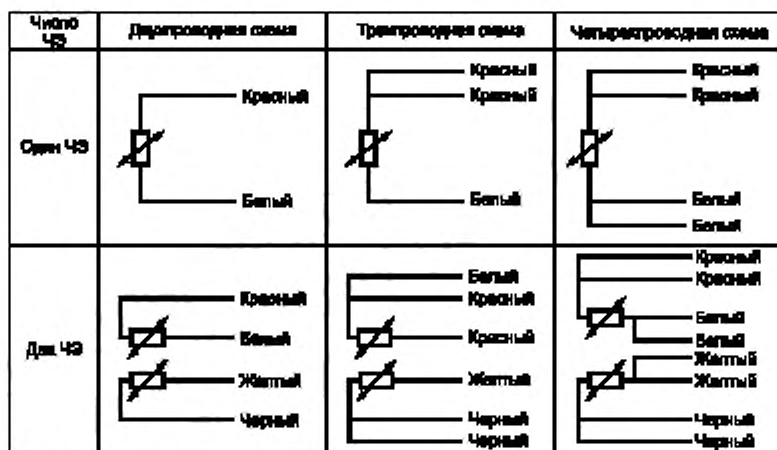 Число
ЧЭ
Двухпроводная схема
Трехпроводная схема
Четырехпроводная схема
Один ЧЭ
Красный
Белый
Красный
Красный
Белый
Красный
Красный
Белый
Белый
Два ЧЭ
Красный
Белый
Желтый
Черный
Белый
Красный
Красный
Желтый
Черный
Черный
Красный
Красный
Белый
Белый
Желтый
Желтый
Черный
Черный